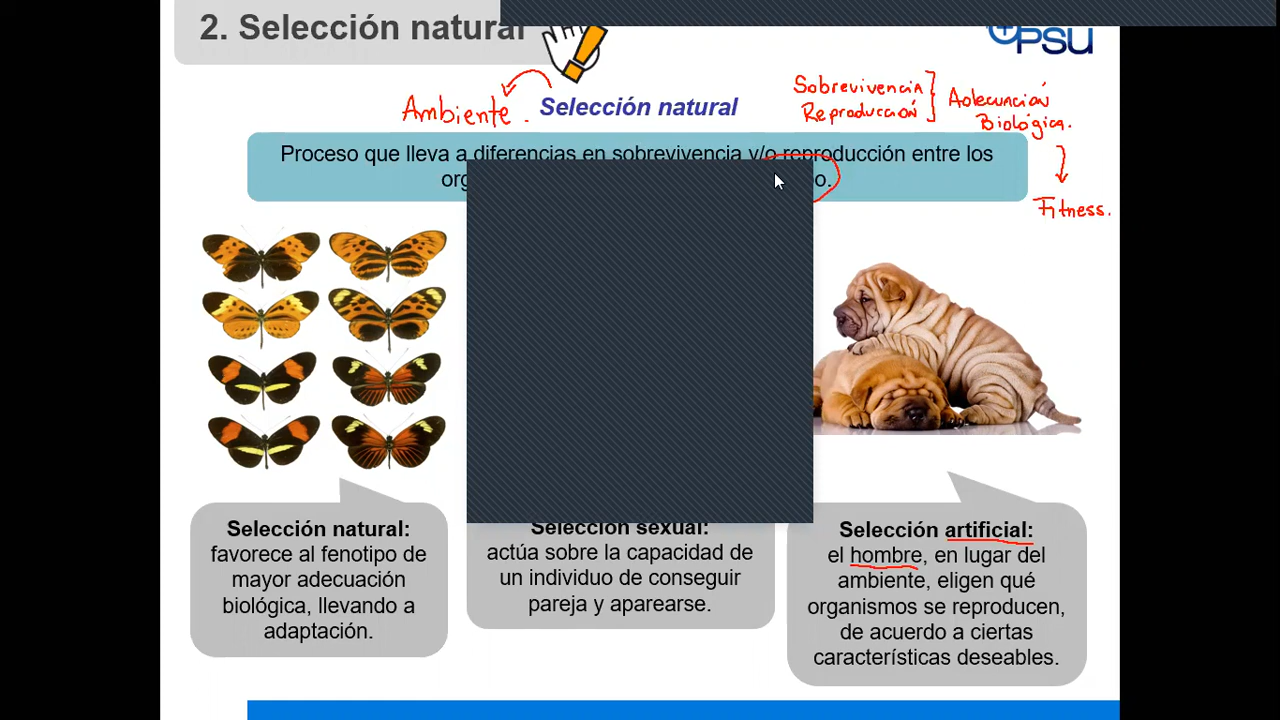 2. Selección natural
PSU
Ambiente.
Selección natural
Sobrevivencia
Reproducción
Adecuación
Biológica.
Fitness.
Proceso que lleva a diferencias en sobrevivencia y/o reproducción entre los
Selección natural:
favorece al fenotipo de
mayor adecuación
biológica, llevando a
adaptación.
Selección sexual:
actúa sobre la capacidad de
un individuo de conseguir
pareja y aparearse.
Selección artificial:
el hombre, en lugar del
ambiente, eligen qué
organismos se reproducen,
de acuerdo a ciertas
características deseables.